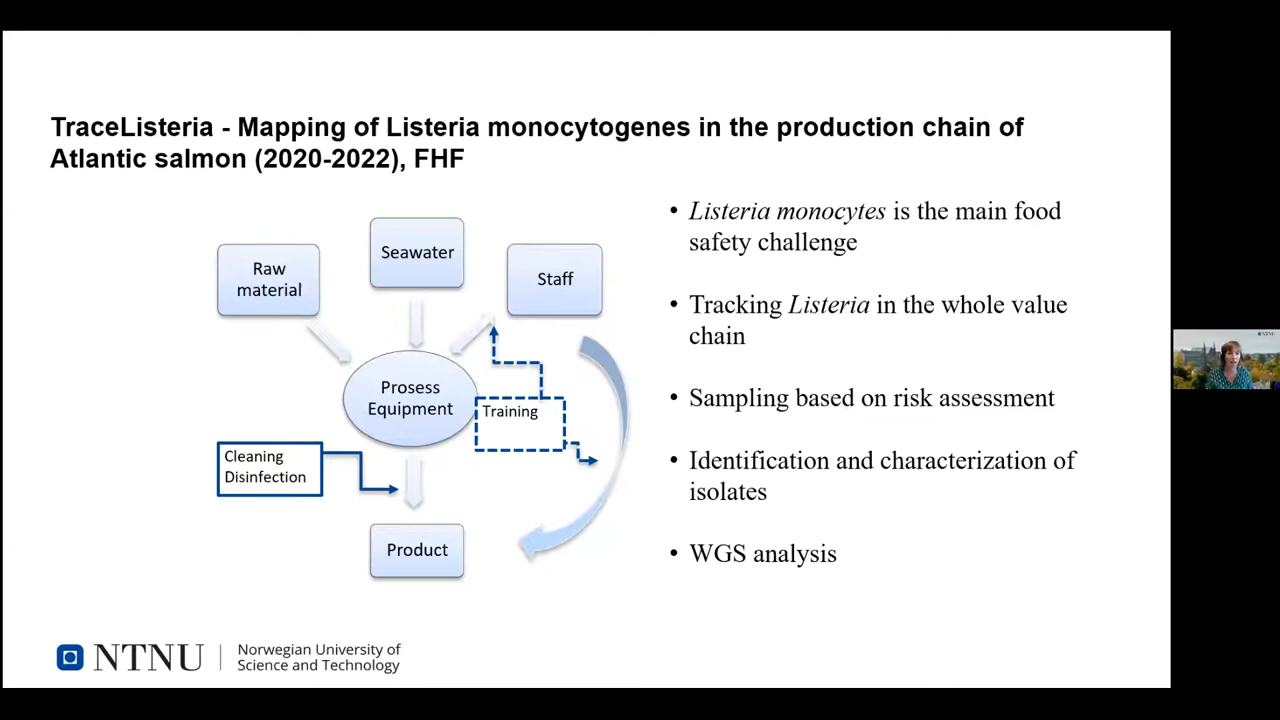 TraceListeria - Mapping of Listeria monocytogenes in the production chain of
Atlantic salmon (2020-2022), FHF
Raw
material
Seawater
Staff
Prosess
Equipment
Training
Cleaning
Disinfection
Product
• Listeria monocytes is the main food
safety challenge
• Tracking Listeria in the whole value
chain
• Sampling based on risk assessment
• Identification and characterization of
isolates
• WGS analysis
NTNU
Norwegian University of
Science and Technology
NTNU